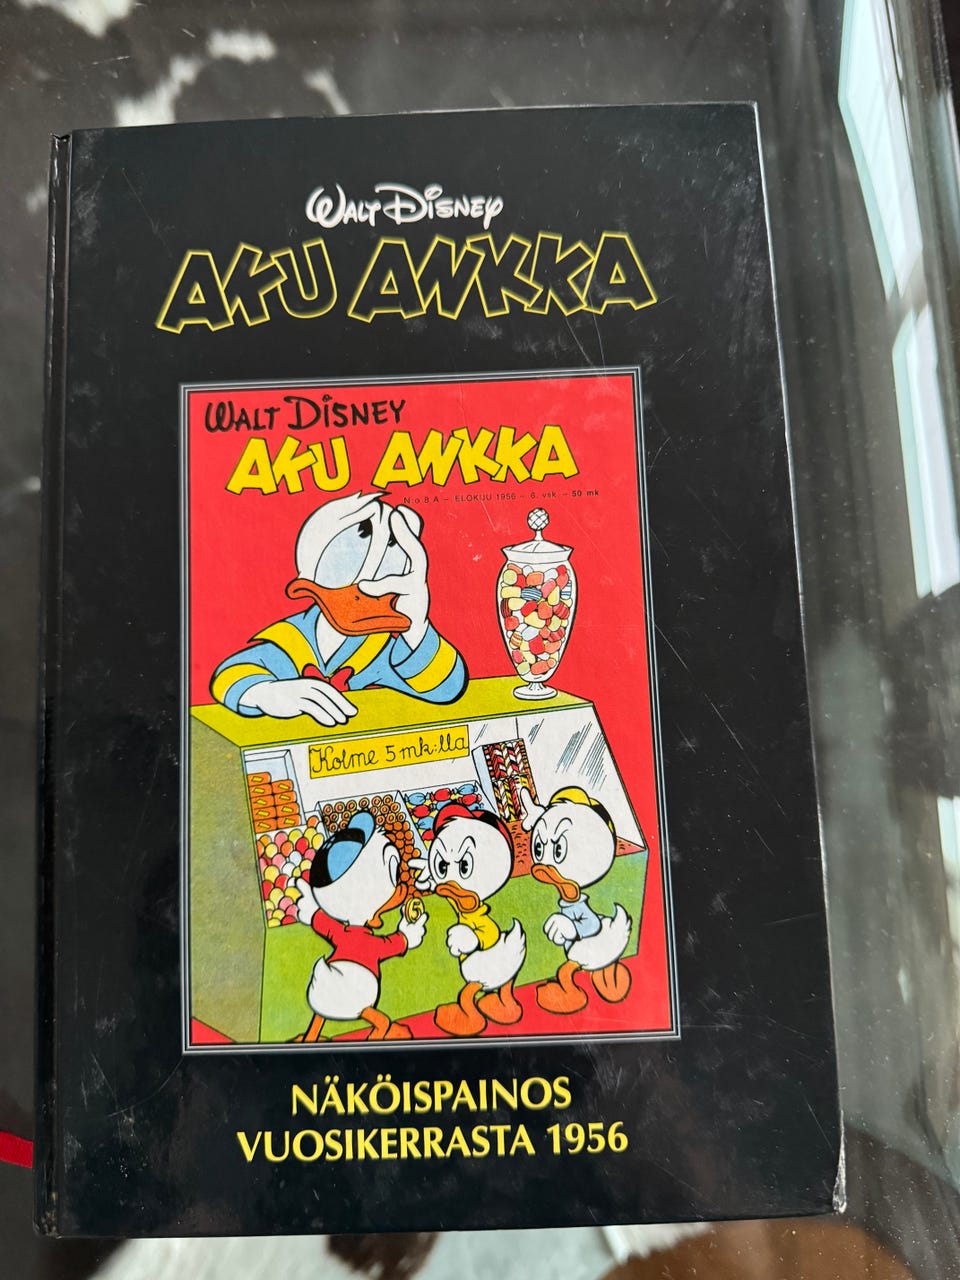 WALT DISNEY
AKU ANKKA
WALT DISNEY
AKU ANKKA
N:o 8 A – ELOKUU 1956 – 6. vsk. – 50 mk
Kolme 5 mk:lla
5
NÄKÖISPAINOS
VUOSIKERRASTA 1956